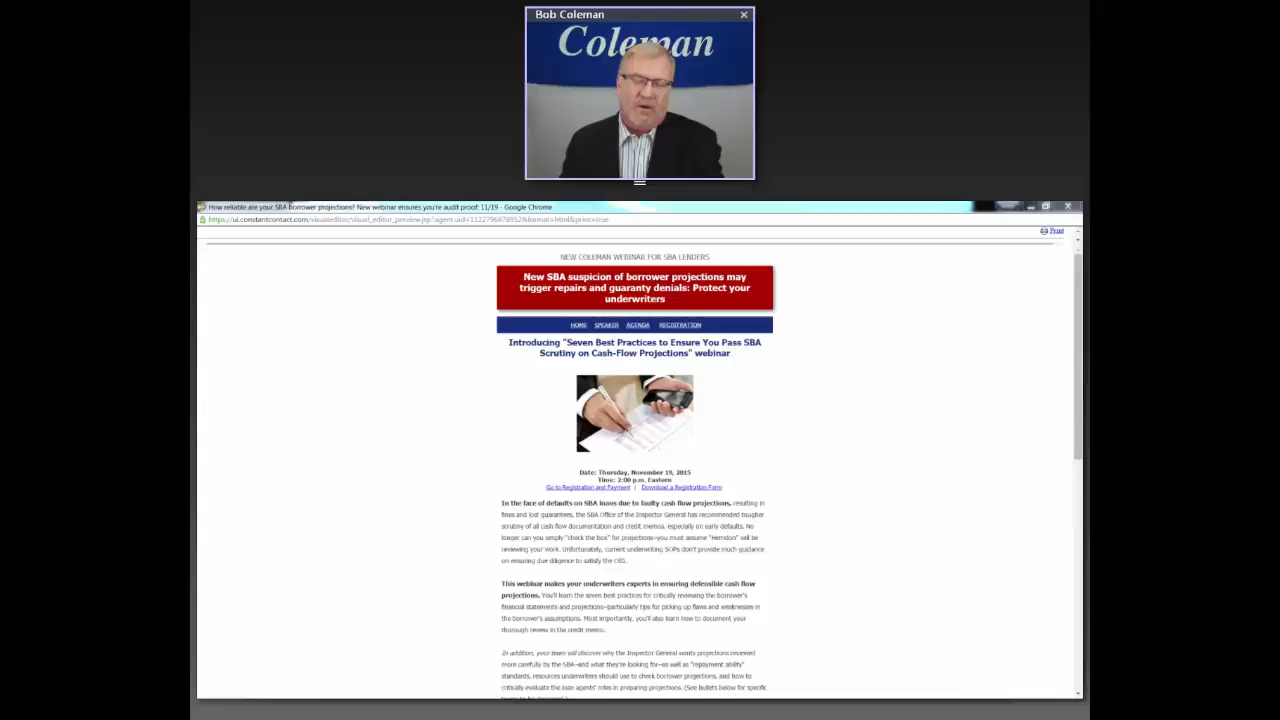 Bob Coleman
Coleman
How reliable are your SBA borrower projections? New webinar ensures you're audit proof: 11/19 - Google Chrome
https://ui.constantcontact.com/visualeditor/visual_editor_preview.jsp?agent.uid=1122796878952&format=html&print=true
Print
NEW COLEMAN WEBINAR FOR SBA LENDERS
New SBA suspicion of borrower projections may
trigger repairs and guaranty denials: Protect your
underwriters
HOME SPEAKER AGENDA REGISTRATION
Introducing "Seven Best Practices to Ensure You Pass SBA
Scrutiny on Cash-Flow Projections" webinar
Date: Thursday, November 19, 2015
Time: 2:00 p.m. Eastern
Go to Registration and Payment | Download a Registration Form
In the face of defaults on SBA loans due to faulty cash flow projections, resulting in
fines and lost guarantees, the SBA Office of the Inspector General has recommended tougher
scrutiny of all cash flow documentation and credit memos, especially on early defaults. No
longer can you simply "check the box" for projections–you must assume "Herndon" will be
reviewing your work. Unfortunately, current underwriting SOPs don't provide much guidance
on ensuring due diligence to satisfy the OIG.
This webinar makes your underwriters experts in ensuring defensible cash flow
projections. You'll learn the seven best practices for critically reviewing the borrower's
financial statements and projections–particularly tips for picking up flaws and weaknesses in
the borrower's assumptions. Most importantly, you'll also learn how to document your
thorough review in the credit memo.
In addition, your team will discover why the Inspector General wants projections reviewed
more carefully by the SBA–and what they're looking for–as well as "repayment ability"
standards, resources underwriters should use to check borrower projections, and how to
critically evaluate the loan agents' roles in preparing projections. (See bullets below for specific